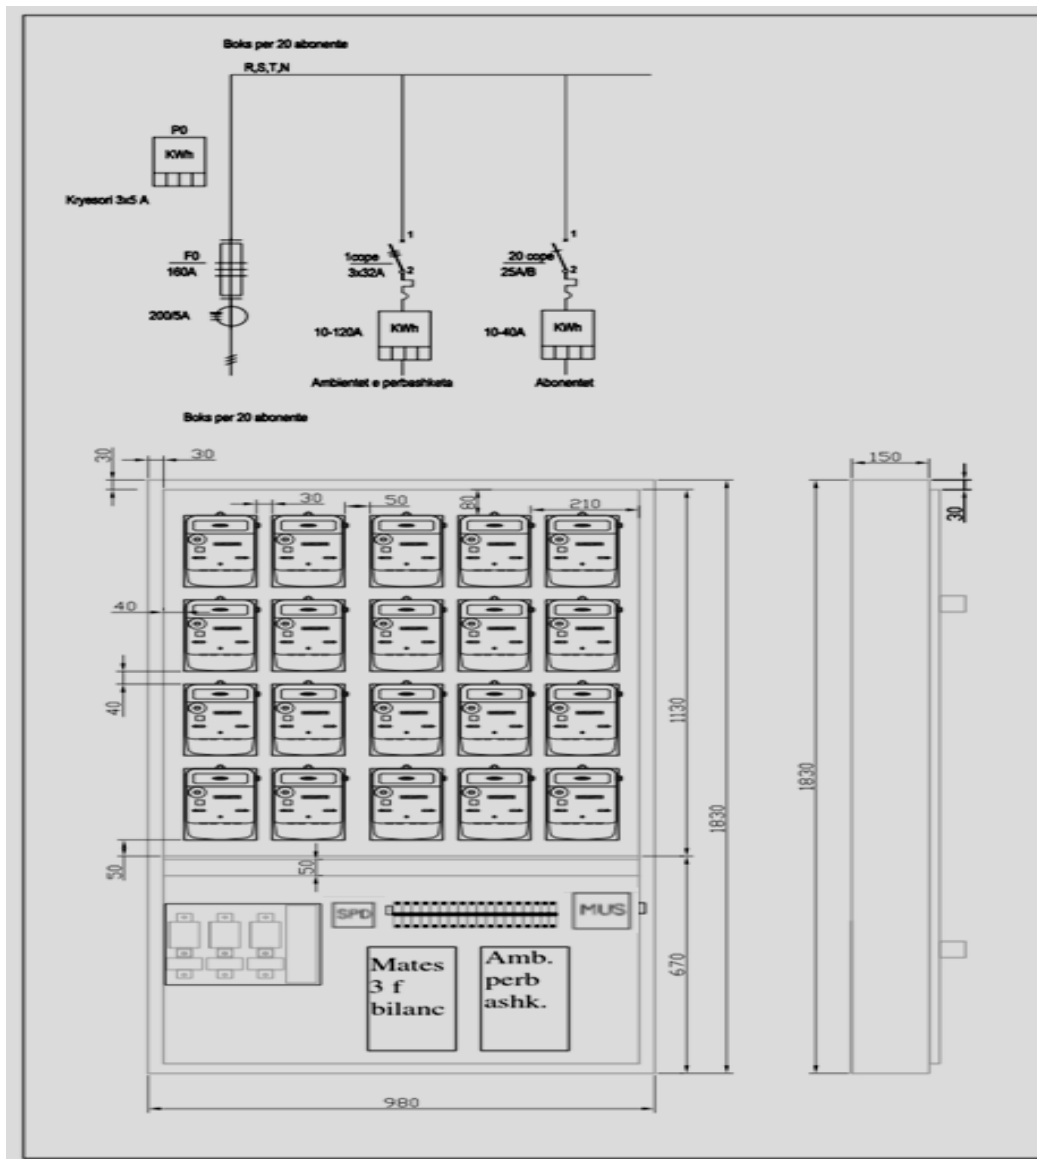 Boks per 20 abonente
R,S,T,N
P0
KWh
Kryesori 3x5 A
F0
160A
200/5A
1
1cope
3x32A
2
10-120A
KWh
Ambientet e perbashketa
1
20 cope
25A/B
2
10-40A
KWh
Abonentet
Boks per 20 abonente
30
30
30
50
80
210
150
30
40
40
1130
1830
1830
50
50
SPD
MUS
Mates
3 f
bilanc
Amb.
perb
ashk.
670
980